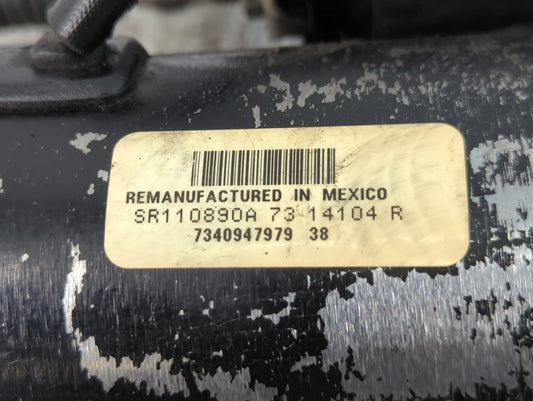 REMANUFACTURED IN MEXICO
SR110890A 73 14104 R
7340947979 38